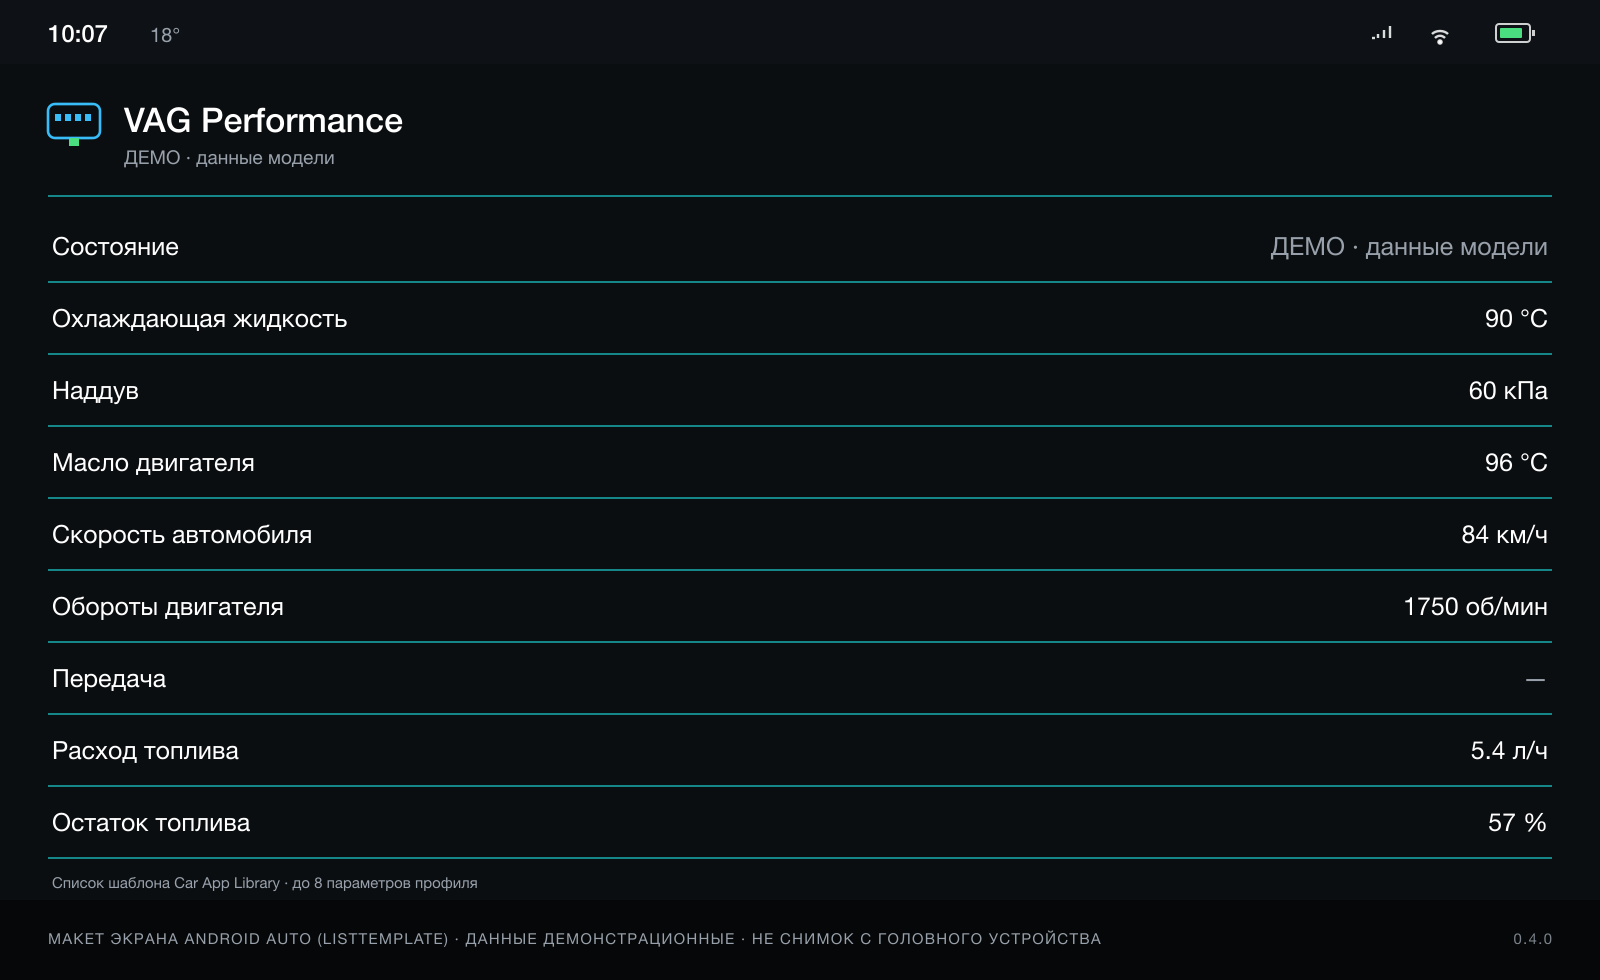 10:07 18°
VAG Performance
ДЕМО · данные модели
Состояние ДЕМО · данные модели
Охлаждающая жидкость 90 °C
Наддув 60 кПа
Масло двигателя 96 °C
Скорость автомобиля 84 км/ч
Обороты двигателя 1750 об/мин
Передача —
Расход топлива 5.4 л/ч
Остаток топлива 57 %
Список шаблона Car App Library · до 8 параметров профиля
МАКЕТ ЭКРАНА ANDROID AUTO (LISTTEMPLATE) · ДАННЫЕ ДЕМОНСТРАЦИОННЫЕ · НЕ СНИМОК С ГОЛОВНОГО УСТРОЙСТВА 0.4.0